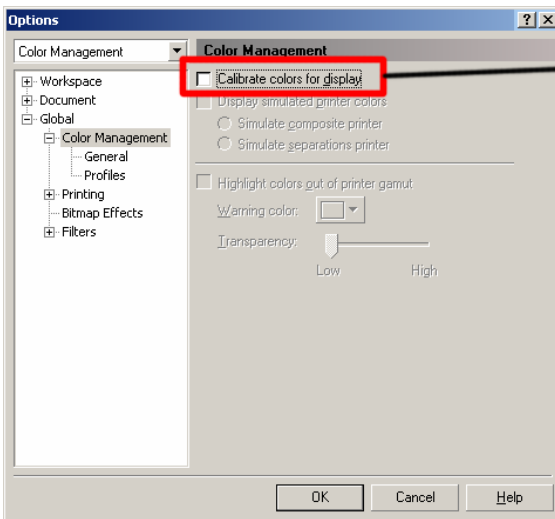 Options
Color Management
Color Management
Workspace
Document
Global
Color Management
General
Profiles
Printing
Bitmap Effects
Filters
Calibrate colors for display
Display simulated printer colors
Simulate composite printer
Simulate separations printer
Highlight colors out of printer gamut
Warning color:
Transparency:
Low High
OK Cancel Help